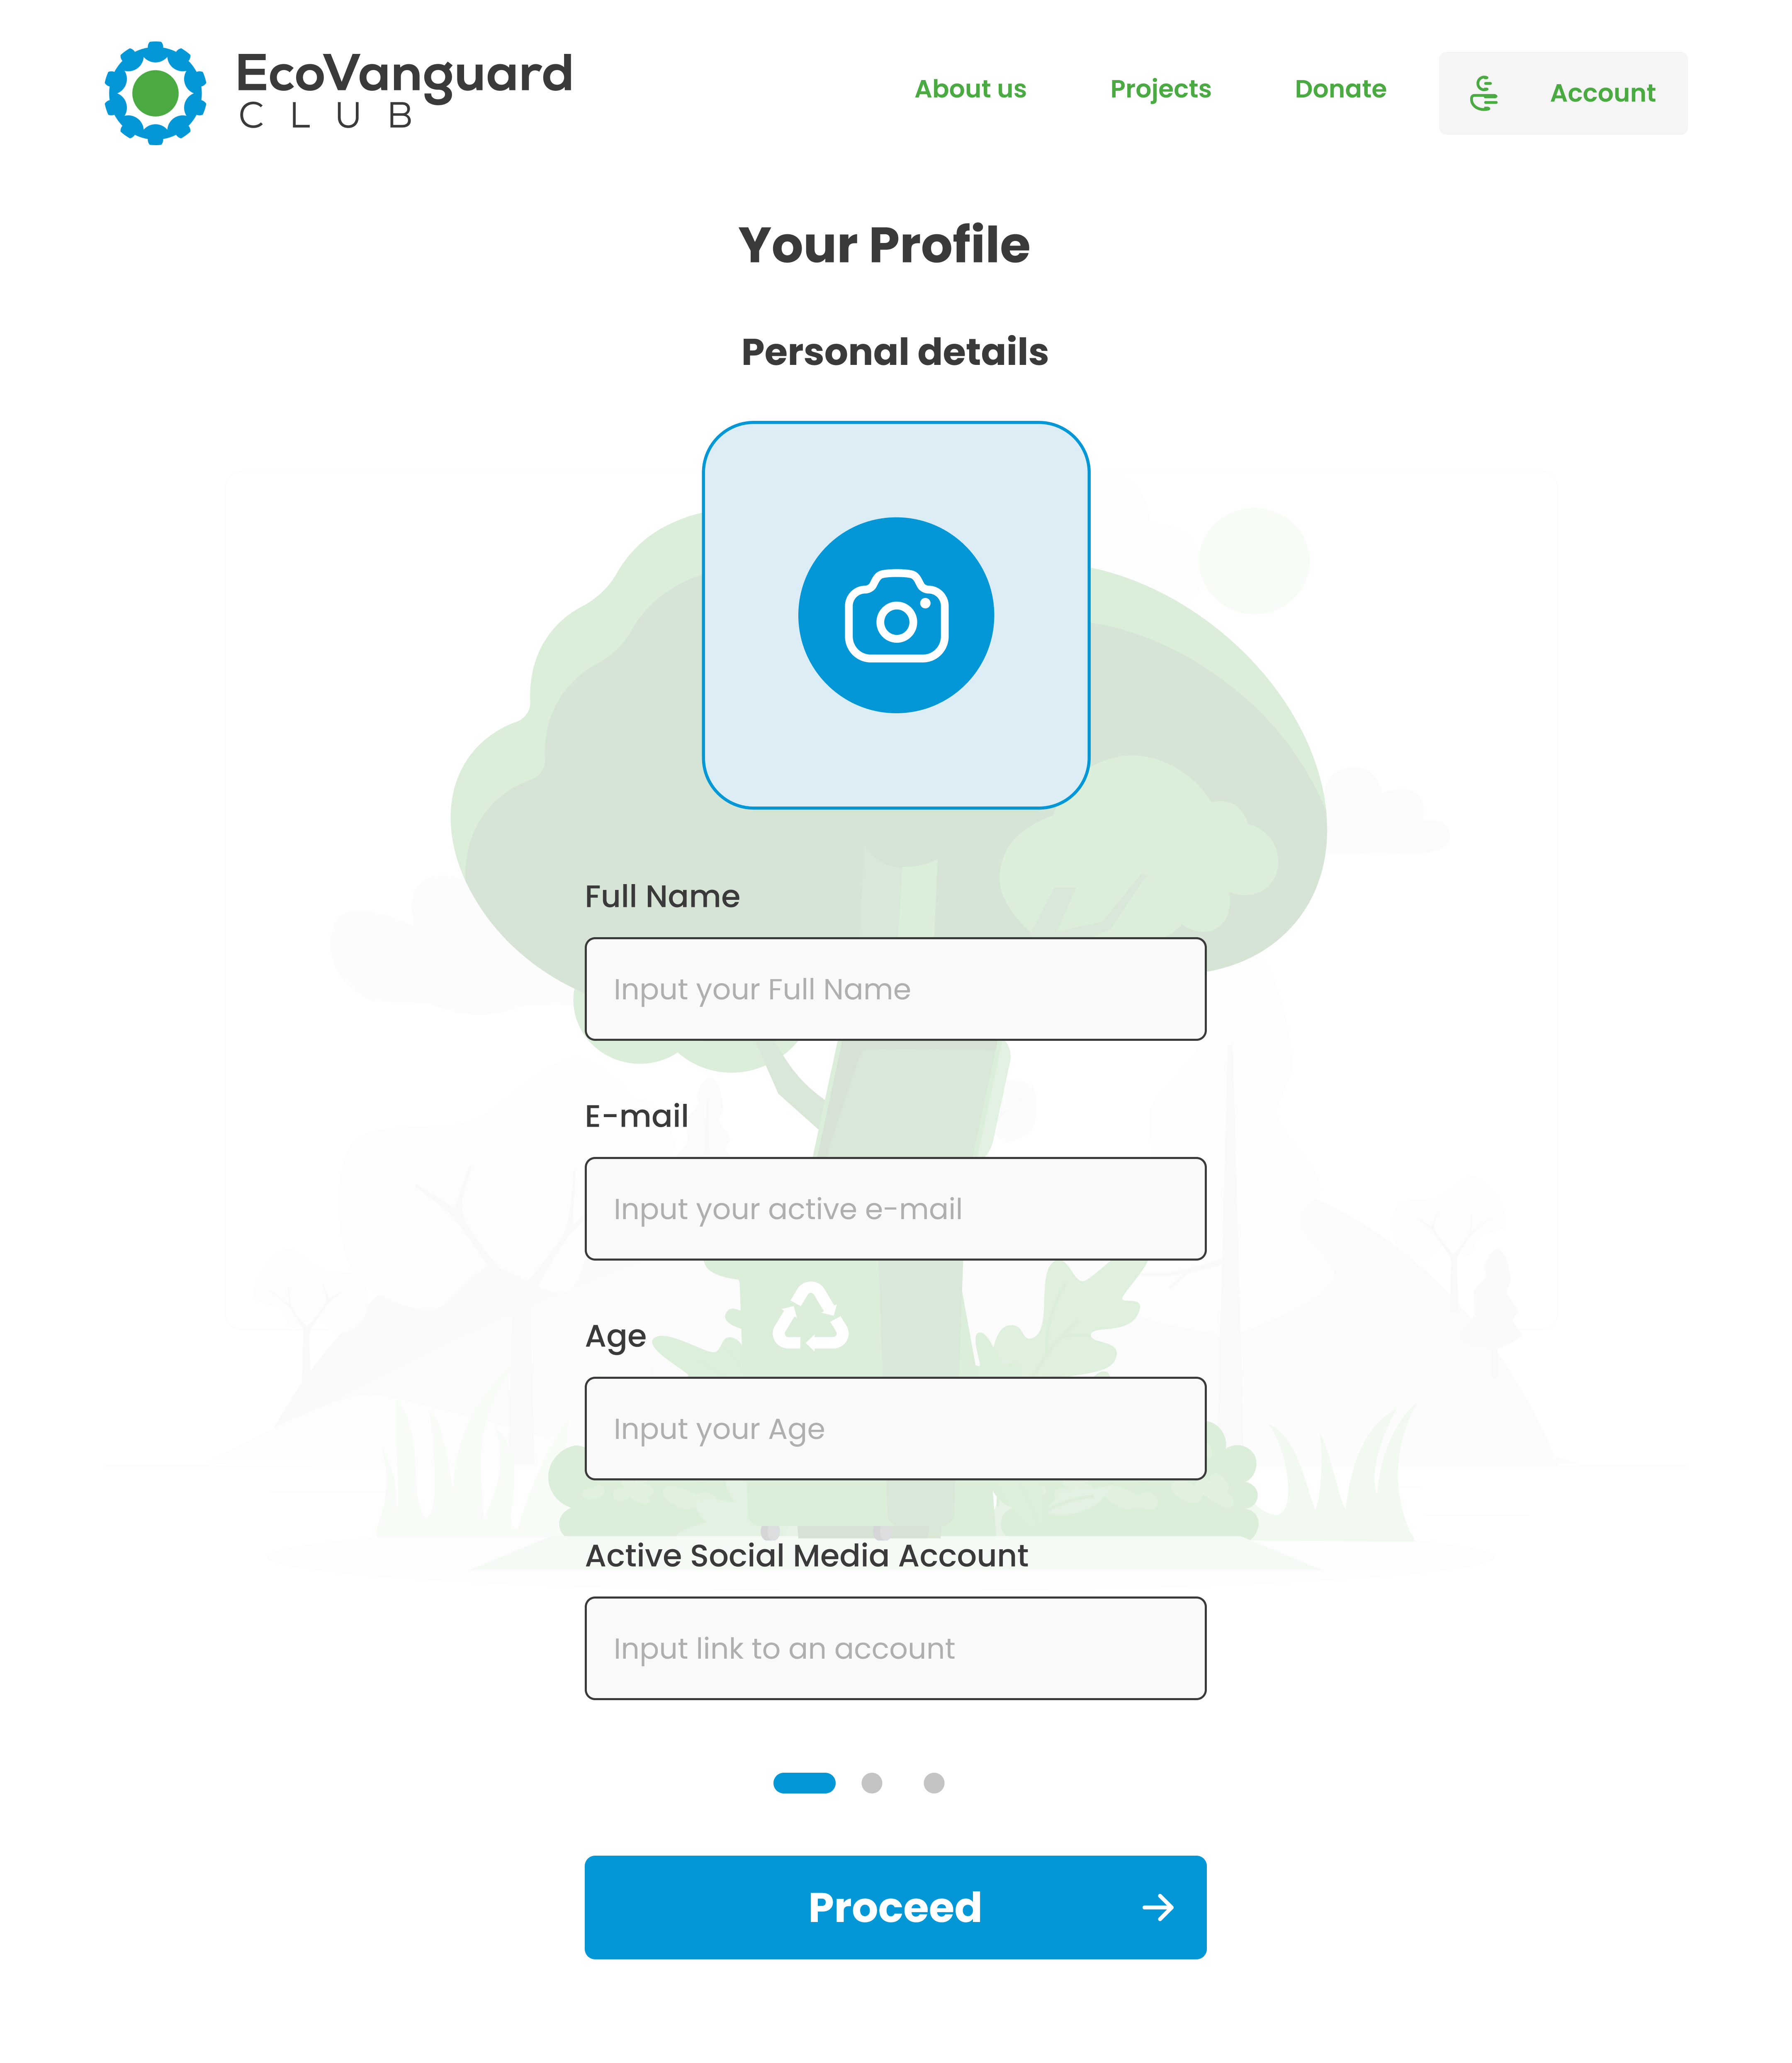 EcoVanguard
CLUB
About us
Projects
Donate
Account
Your Profile
Personal details
Full Name
Input your Full Name
E-mail
Input your active e-mail
Age
Input your Age
Active Social Media Account
Input link to an account
Proceed